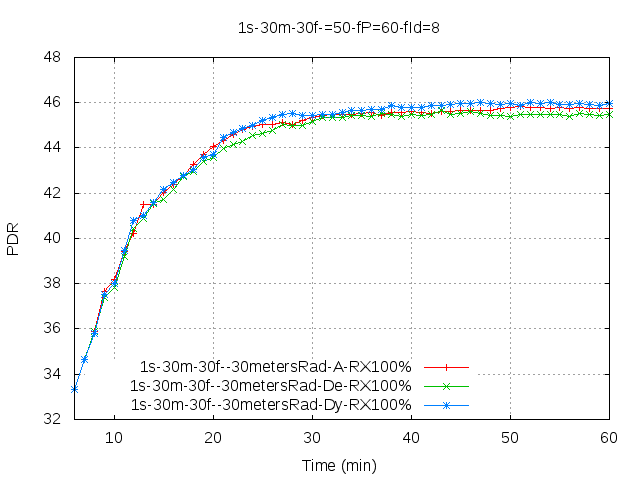 1s-30m-30f-=50-fP=60-fId=8
48
46
44
42
40
38
36
34
32
PDR
1s-30m-30f--30metersRad-A-RX100%
1s-30m-30f--30metersRad-De-RX100%
1s-30m-30f--30metersRad-Dy-RX100%
10 20 30 40 50 60
Time (min)